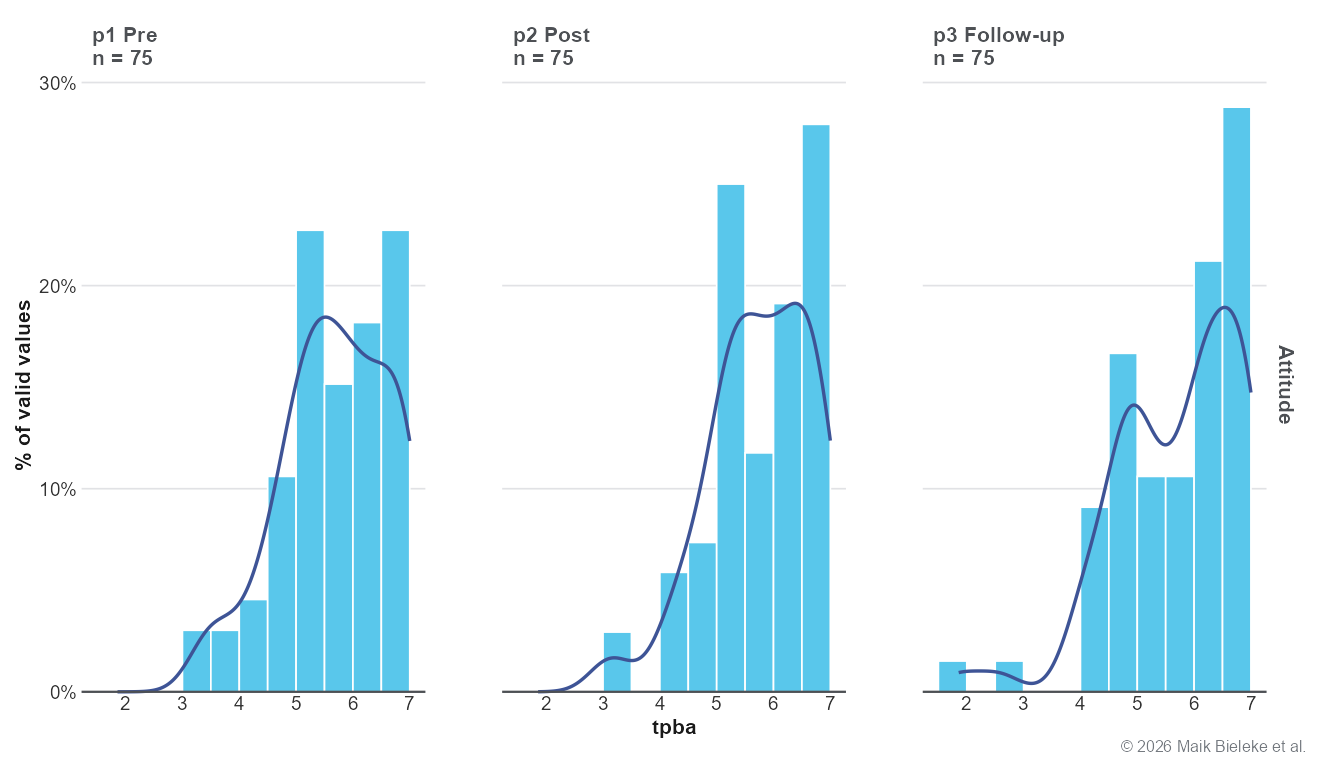 p1 Pre
n = 75
p2 Post
n = 75
p3 Follow-up
n = 75
30%
20%
10%
0%
% of valid values
2 3 4 5 6 7
2 3 4 5 6 7
2 3 4 5 6 7
tpba
Attitude
© 2026 Maik Bieleke et al.